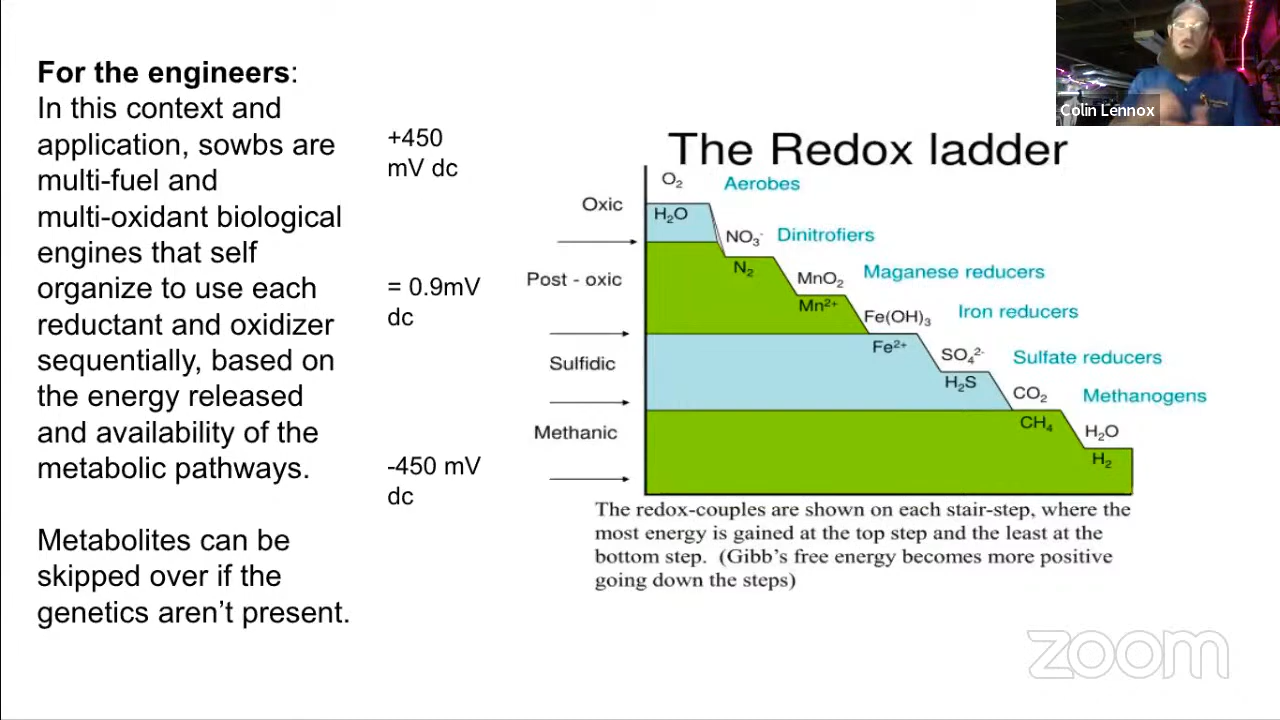 For the engineers:
In this context and
application, sowbs are
multi-fuel and
multi-oxidant biological
engines that self
organize to use each
reductant and oxidizer
sequentially, based on
the energy released
and availability of the
metabolic pathways.
Metabolites can be
skipped over if the
genetics aren't present.
+450
mV dc
= 0.9mV
dc
-450 mV
dc
Colin Lennox
The Redox ladder
O₂
Aerobes
Oxic
H₂O
NO₃⁻
Dinitrofiers
N₂
Post - oxic
MnO₂
Maganese reducers
Mn²⁺
Fe(OH)₃
Iron reducers
Fe²⁺
Sulfidic
SO₄²⁻
Sulfate reducers
H₂S
CO₂
Methanogens
CH₄
Methanic
H₂O
H₂
The redox-couples are shown on each stair-step, where the
most energy is gained at the top step and the least at the
bottom step. (Gibb's free energy becomes more positive
going down the steps)
zoom